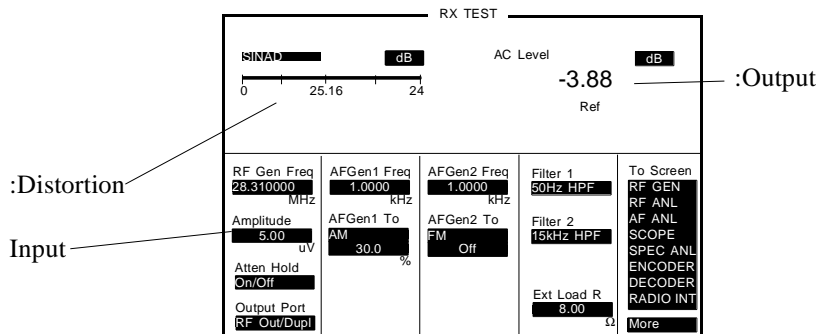 RX TEST
SINAD
dB
AC Level
dB
0
25.16
24
-3.88
Ref
:Output
:Distortion
Input
RF Gen Freq
28.310000
MHz
Amplitude
5.00
uV
Atten Hold
On/Off
Output Port
RF Out/Dupl
AFGen1 Freq
1.0000
kHz
AFGen1 To
AM
30.0
%
AFGen2 Freq
1.0000
kHz
AFGen2 To
FM
Off
Filter 1
50Hz HPF
Filter 2
15kHz HPF
Ext Load R
8.00
Ω
To Screen
RF GEN
RF ANL
AF ANL
SCOPE
SPEC ANL
ENCODER
DECODER
RADIO INT
More